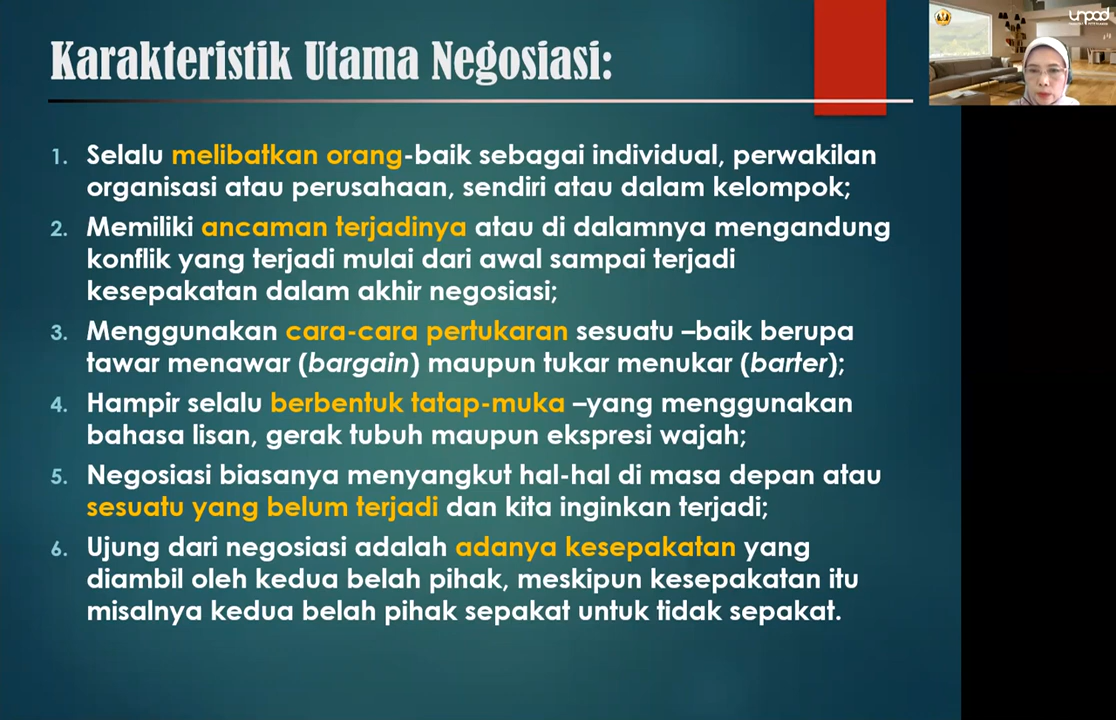 Karakteristik Utama Negosiasi:
unpad
1. Selalu melibatkan orang-baik sebagai individual, perwakilan
organisasi atau perusahaan, sendiri atau dalam kelompok;
2. Memiliki ancaman terjadinya atau di dalamnya mengandung
konflik yang terjadi mulai dari awal sampai terjadi
kesepakatan dalam akhir negosiasi;
3. Menggunakan cara-cara pertukaran sesuatu –baik berupa
tawar menawar (bargain) maupun tukar menukar (barter);
4. Hampir selalu berbentuk tatap-muka –yang menggunakan
bahasa lisan, gerak tubuh maupun ekspresi wajah;
5. Negosiasi biasanya menyangkut hal-hal di masa depan atau
sesuatu yang belum terjadi dan kita inginkan terjadi;
6. Ujung dari negosiasi adalah adanya kesepakatan yang
diambil oleh kedua belah pihak, meskipun kesepakatan itu
misalnya kedua belah pihak sepakat untuk tidak sepakat.